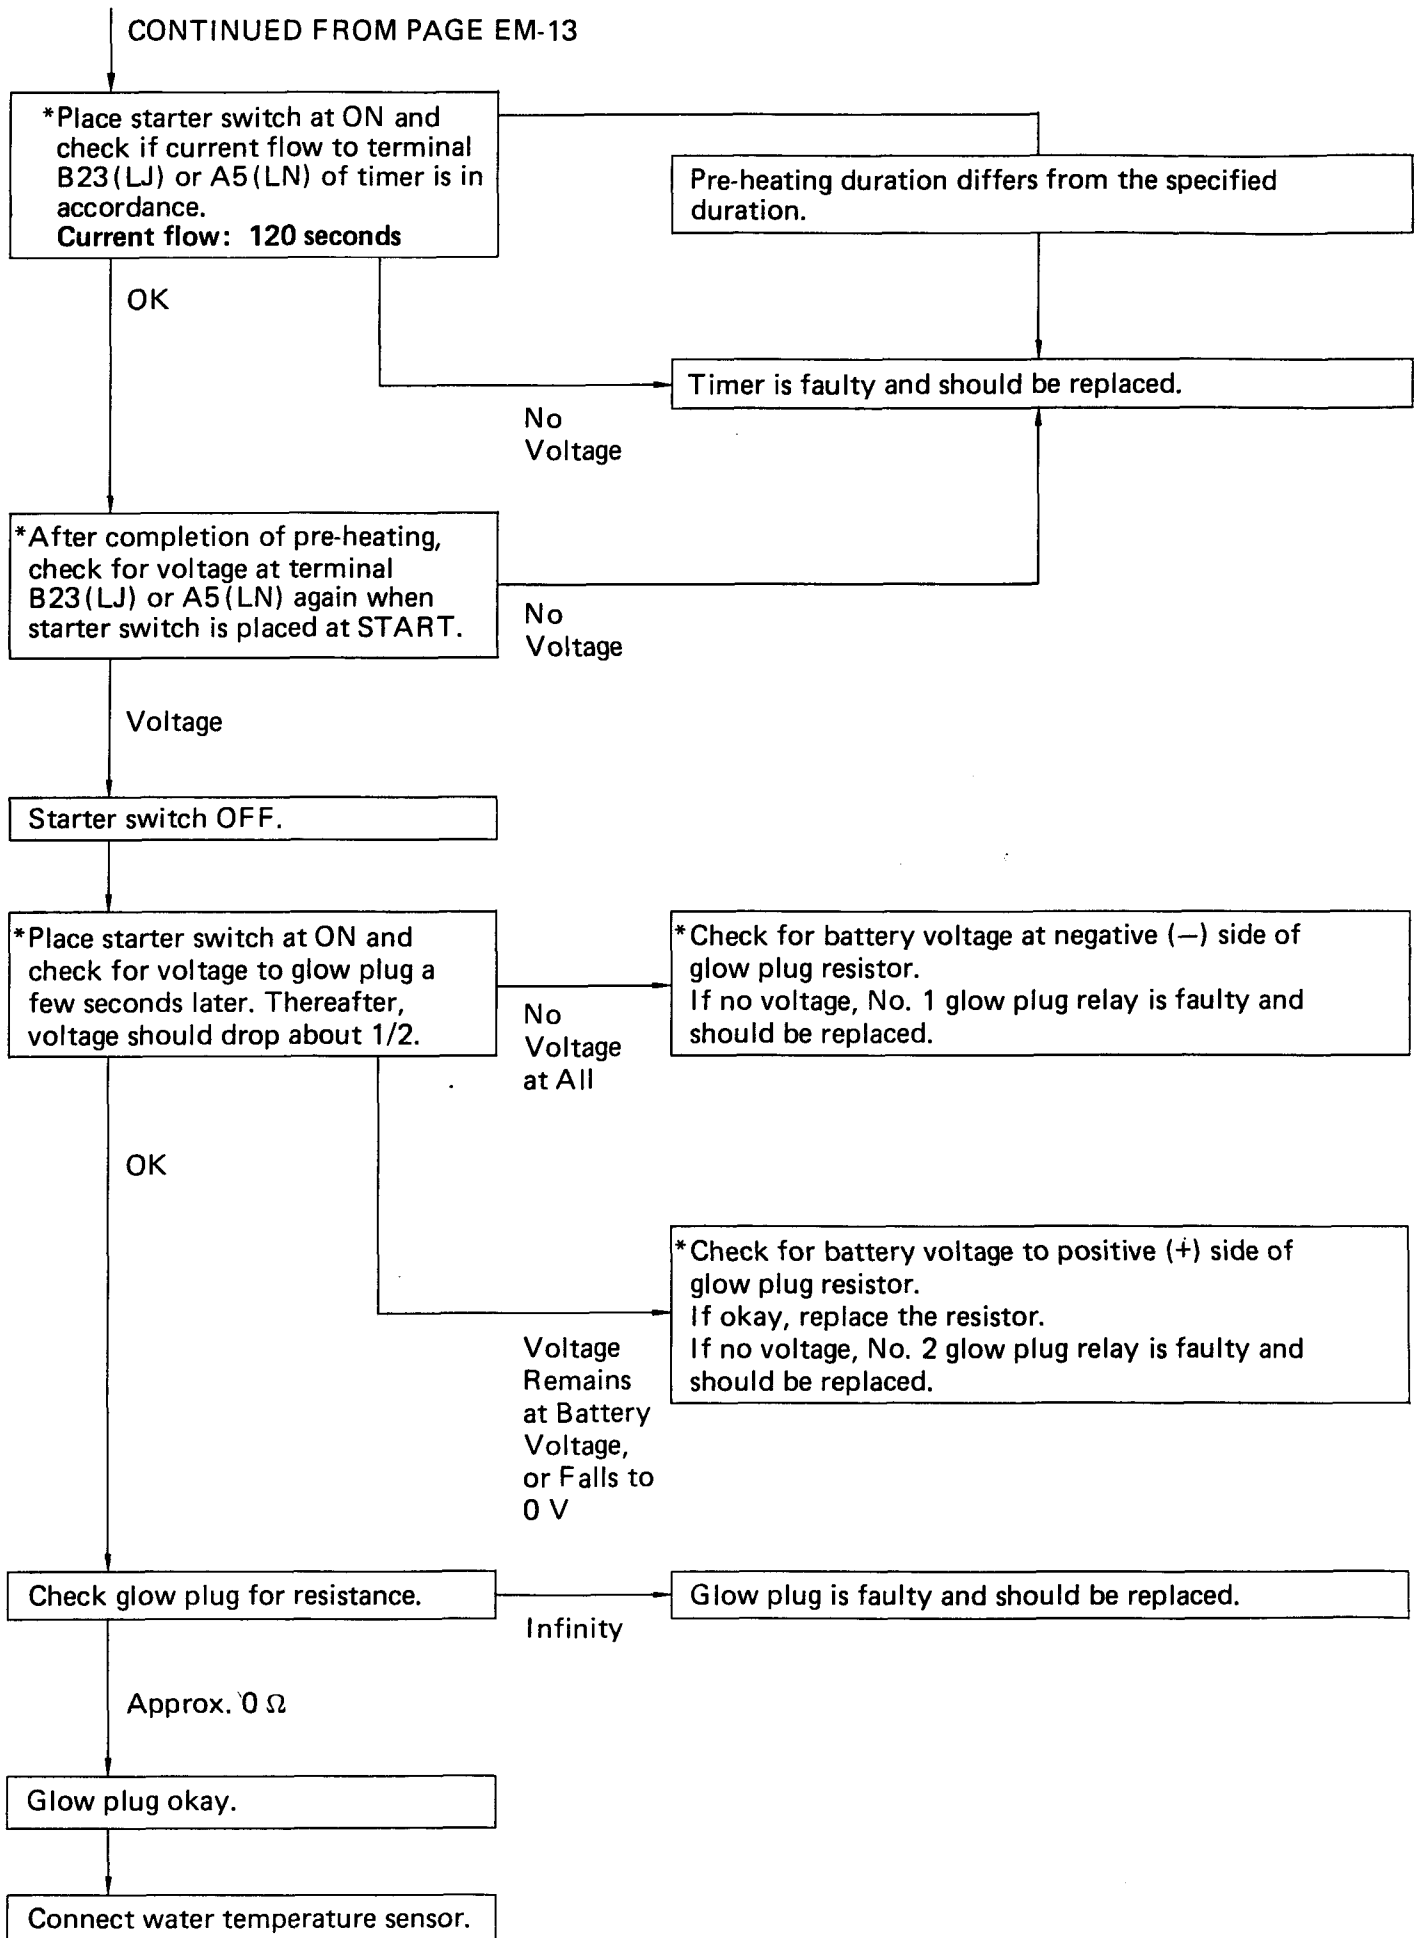 CONTINUED FROM PAGE EM-13
*Place starter switch at ON and
check if current flow to terminal
B23(LJ) or A5(LN) of timer is in
accordance.
Current flow: 120 seconds
Pre-heating duration differs from the specified
duration.
OK
Timer is faulty and should be replaced.
No
Voltage
*After completion of pre-heating,
check for voltage at terminal
B23(LJ) or A5(LN) again when
starter switch is placed at START.
No
Voltage
Voltage
Starter switch OFF.
*Place starter switch at ON and
check for voltage to glow plug a
few seconds later. Thereafter,
voltage should drop about 1/2.
No
Voltage
at All
*Check for battery voltage at negative (−) side of
glow plug resistor.
If no voltage, No. 1 glow plug relay is faulty and
should be replaced.
OK
*Check for battery voltage to positive (+) side of
glow plug resistor.
If okay, replace the resistor.
If no voltage, No. 2 glow plug relay is faulty and
should be replaced.
Voltage
Remains
at Battery
Voltage,
or Falls to
0 V
Check glow plug for resistance.
Infinity
Glow plug is faulty and should be replaced.
Approx. 0 Ω
Glow plug okay.
Connect water temperature sensor.